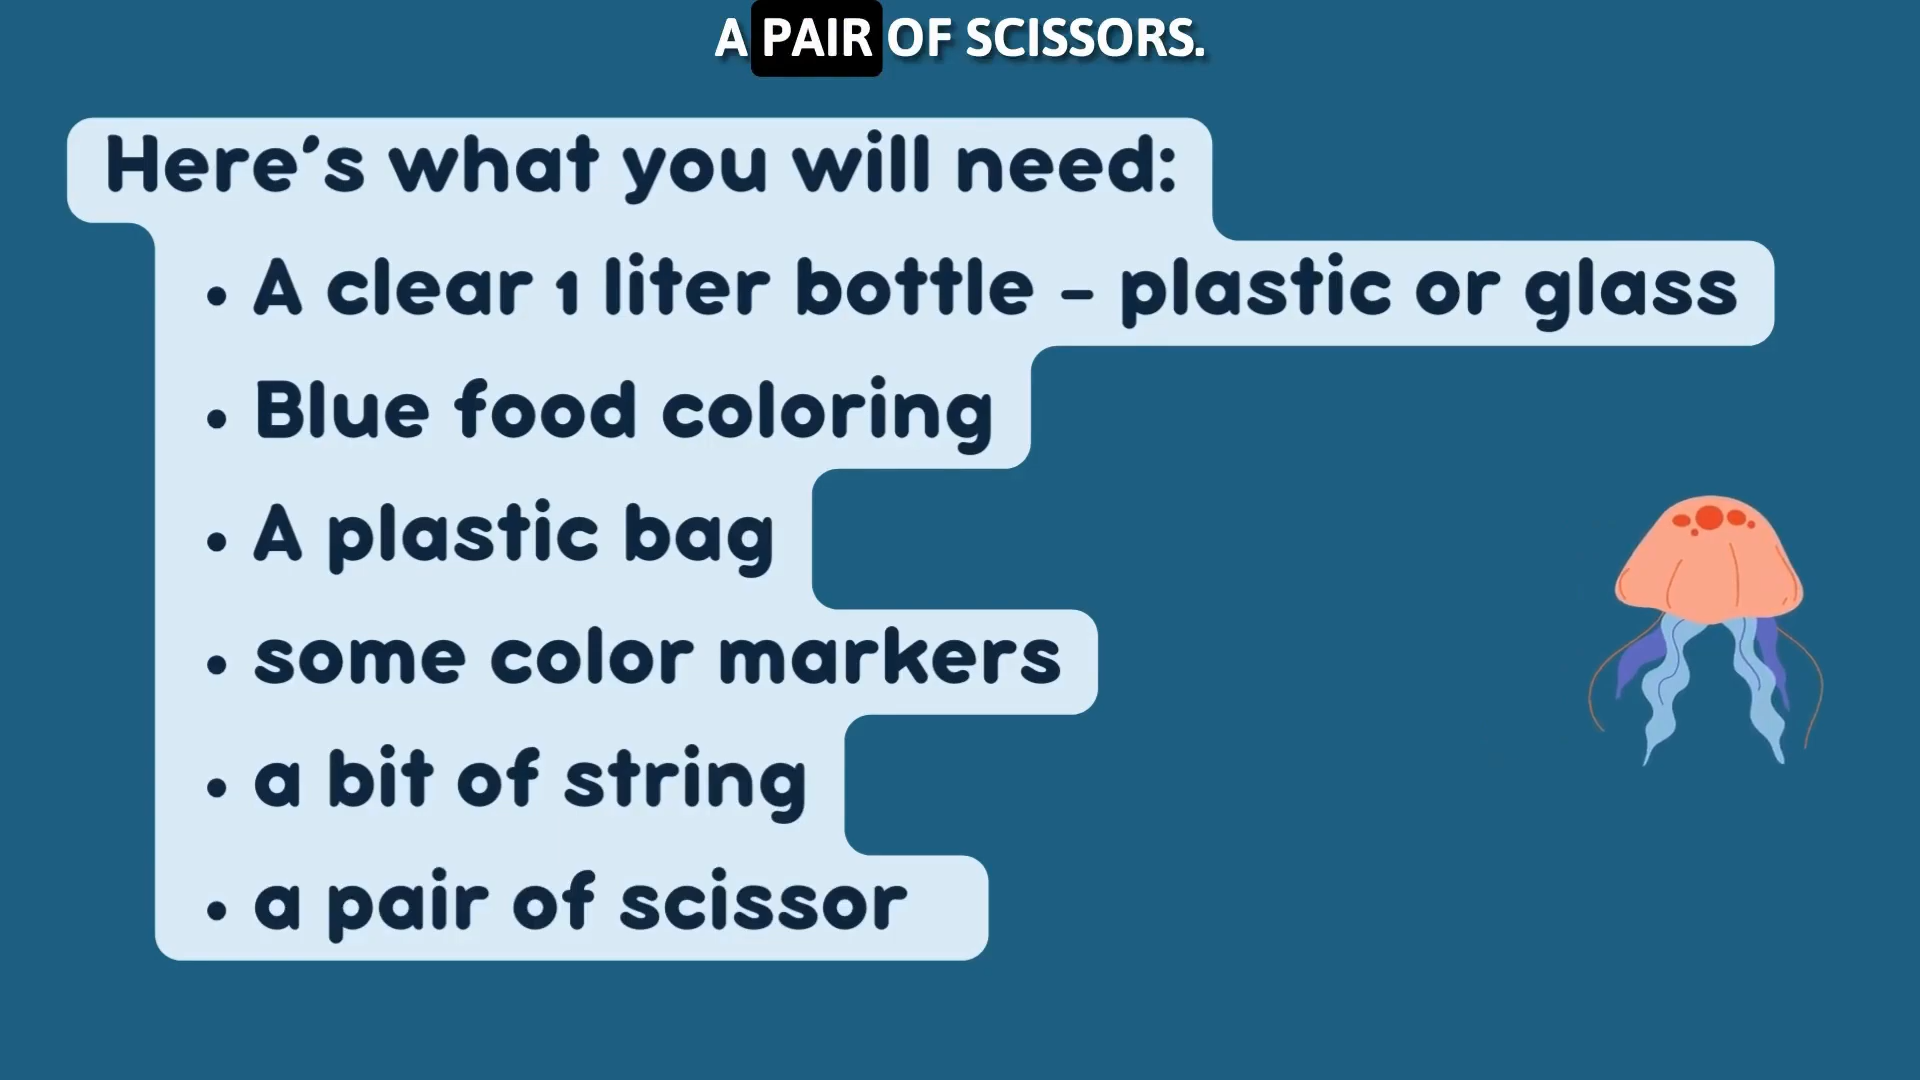 A PAIR OF SCISSORS.
Here's what you will need:
• A clear 1 liter bottle - plastic or glass
• Blue food coloring
• A plastic bag
• some color markers
• a bit of string
• a pair of scissor